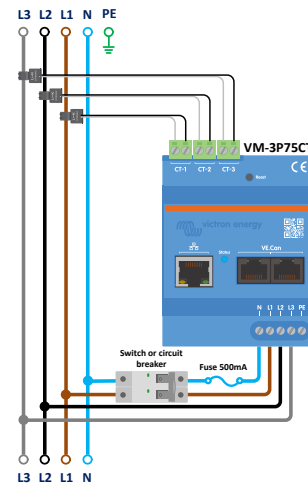 L3 L2 L1 N PE
VM-3P75CT
CT-1 CT-2 CT-3
CE
Reset
victron energy
Status
VE.Can
N L1 L2 L3 PE
Switch or circuit
breaker
Fuse 500mA
L3 L2 L1 N